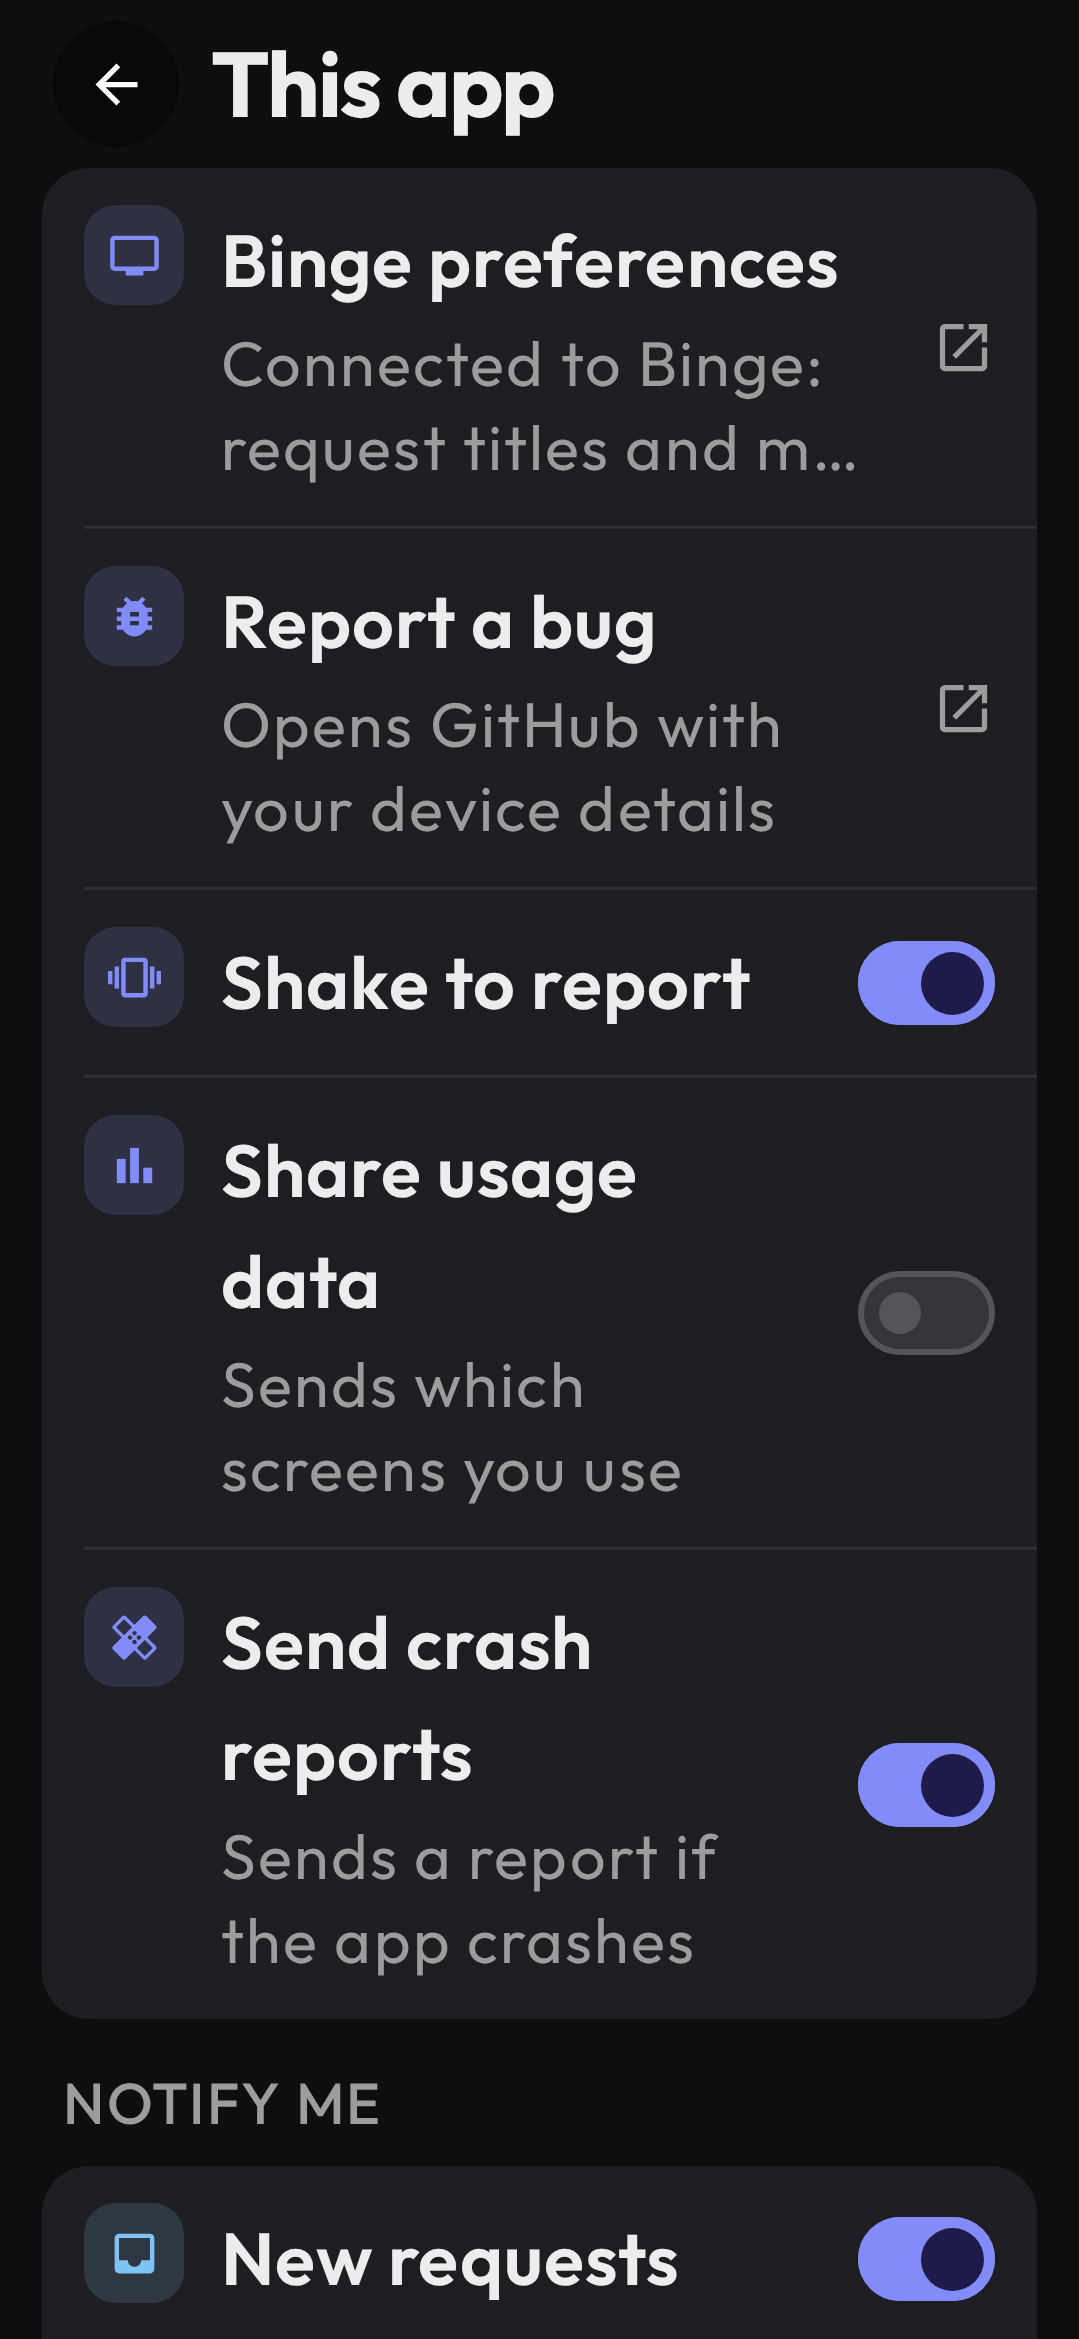 This app
Binge preferences
Connected to Binge:
request titles and m…
Report a bug
Opens GitHub with
your device details
Shake to report
Share usage
data
Sends which
screens you use
Send crash
reports
Sends a report if
the app crashes
NOTIFY ME
New requests